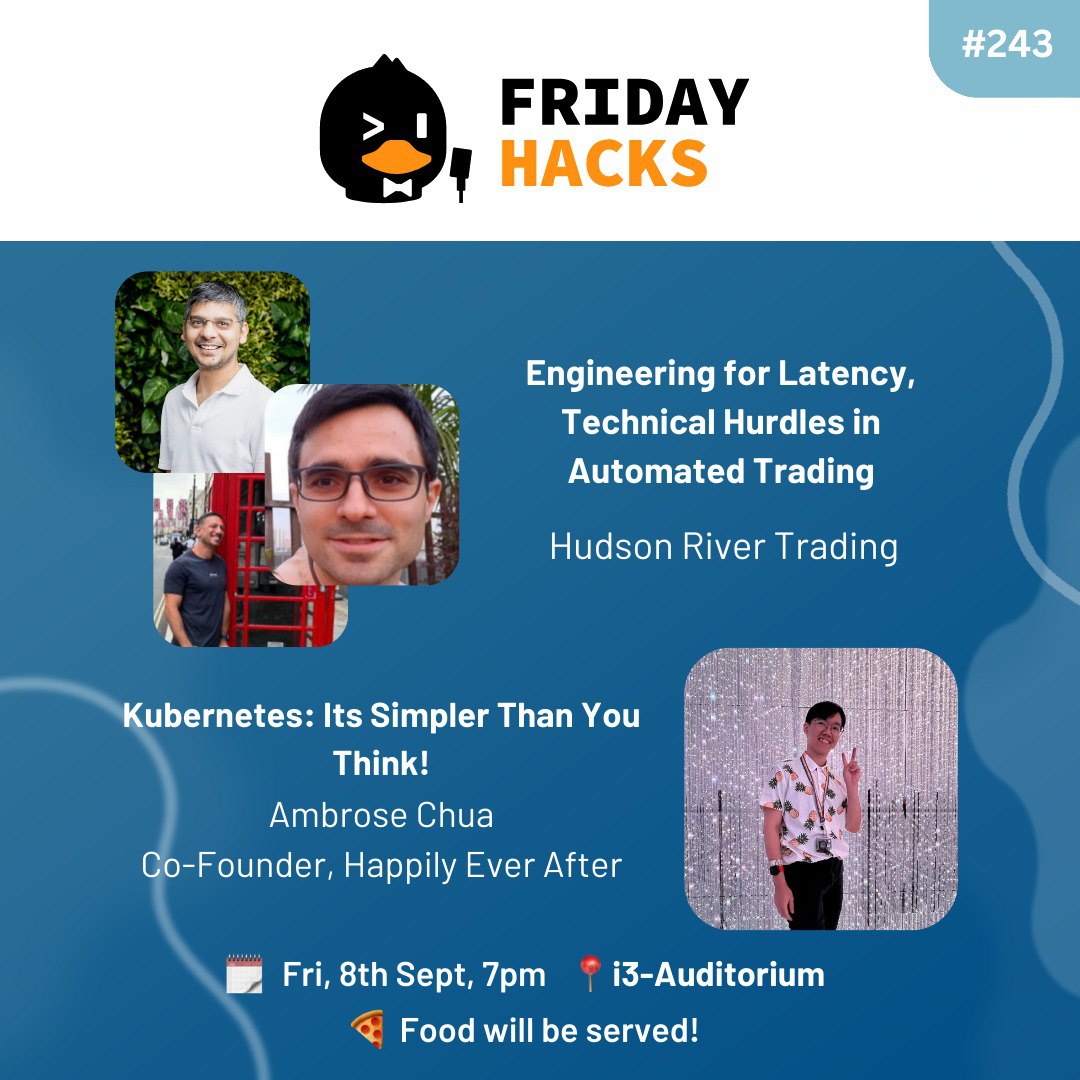 #243
FRIDAY
HACKS
Engineering for Latency,
Technical Hurdles in
Automated Trading
Hudson River Trading
Kubernetes: Its Simpler Than You
Think!
Ambrose Chua
Co-Founder, Happily Ever After
Fri, 8th Sept, 7pm
i3-Auditorium
Food will be served!